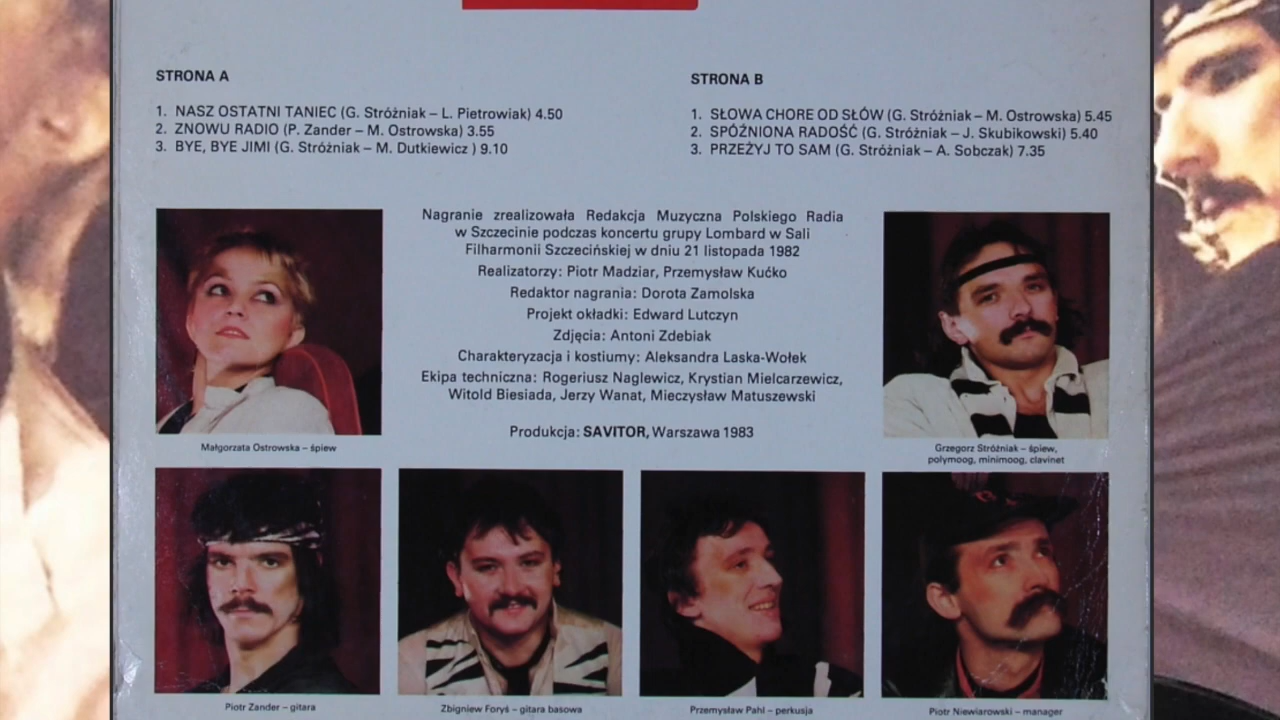 STRONA A
1. NASZ OSTATNI TANIEC (G. Stróżniak – L. Pietrowiak) 4.50
2. ZNOWU RADIO (P. Zander – M. Ostrowska) 3.55
3. BYE, BYE JIMI (G. Stróżniak – M. Dutkiewicz ) 9.10
STRONA B
1. SŁOWA CHORE OD SŁÓW (G. Stróżniak – M. Ostrowska) 5.45
2. SPÓŹNIONA RADOŚĆ (G. Stróżniak – J. Skubikowski) 5.40
3. PRZEŻYJ TO SAM (G. Stróżniak – A. Sobczak) 7.35
Nagranie zrealizowała Redakcja Muzyczna Polskiego Radia
w Szczecinie podczas koncertu grupy Lombard w Sali
Filharmonii Szczecińskiej w dniu 21 listopada 1982
Realizatorzy: Piotr Madziar, Przemysław Kućko
Redaktor nagrania: Dorota Zamolska
Projekt okładki: Edward Lutczyn
Zdjęcia: Antoni Zdebiak
Charakteryzacja i kostiumy: Aleksandra Laska-Wołek
Ekipa techniczna: Rogeriusz Naglewicz, Krystian Mielcarzewicz,
Witold Biesiada, Jerzy Wanat, Mieczysław Matuszewski
Produkcja: SAVITOR, Warszawa 1983
Małgorzata Ostrowska – śpiew
Grzegorz Stróżniak – śpiew,
polymoog, minimoog, clavinet
Piotr Zander – gitara
Zbigniew Foryś – gitara basowa
Przemysław Pahl – perkusja
Piotr Niewiarowski – manager